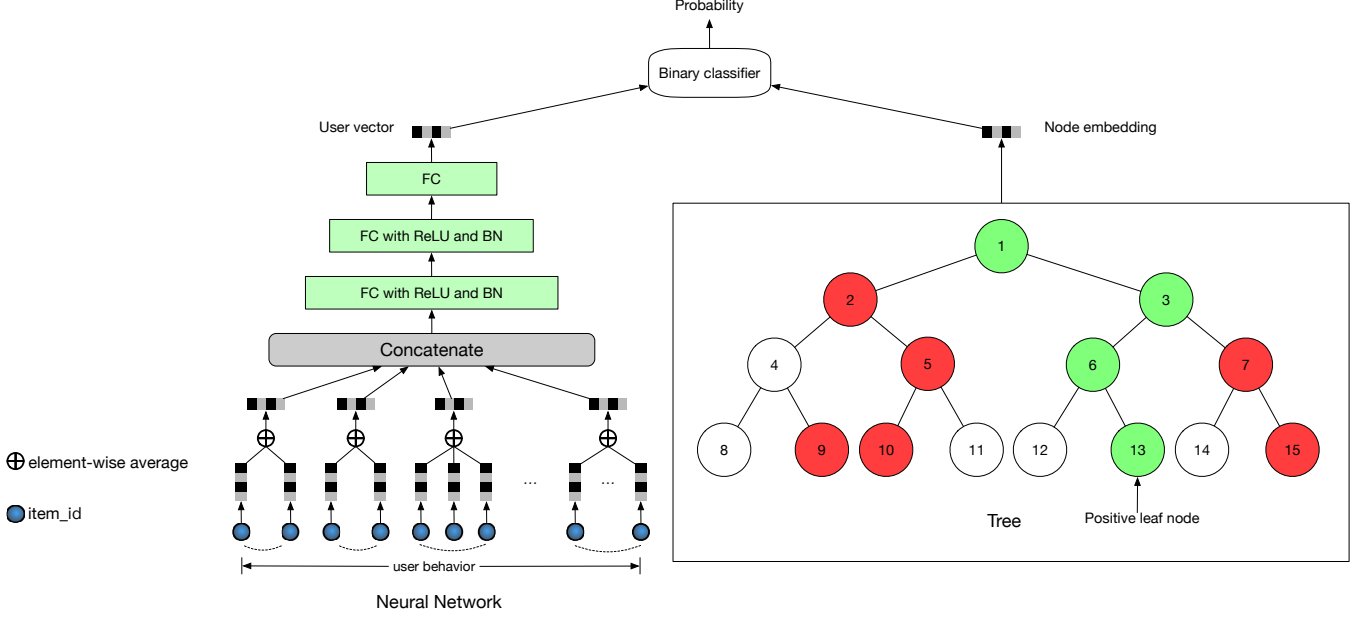 Probability
Binary classifier
User vector
Node embedding
FC
FC with ReLU and BN
FC with ReLU and BN
Concatenate
element-wise average
item_id
...
...
user behavior
Neural Network
1
2
3
4
5
6
7
8
9
10
11
12
13
14
15
Positive leaf node
Tree